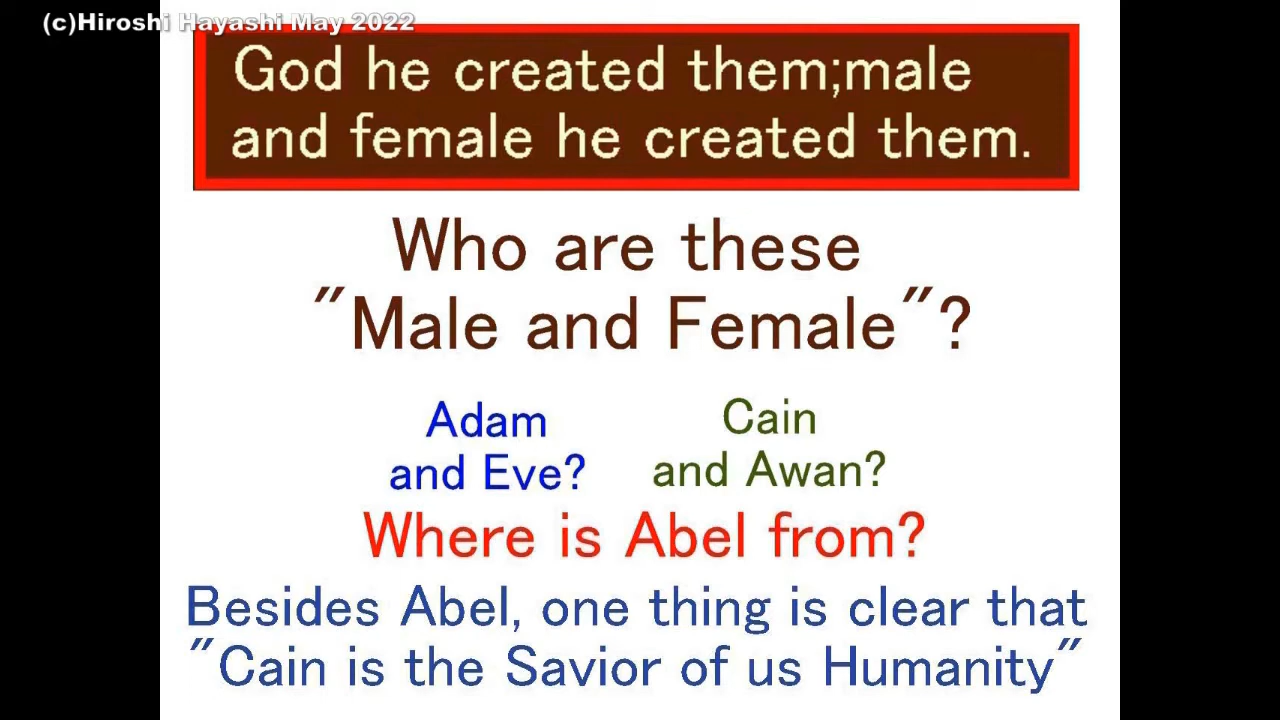 (c)Hiroshi Hayashi May 2022
God he created them;male
and female he created them.
Who are these
"Male and Female"?
Adam
and Eve?
Cain
and Awan?
Where is Abel from?
Besides Abel, one thing is clear that
"Cain is the Savior of us Humanity"